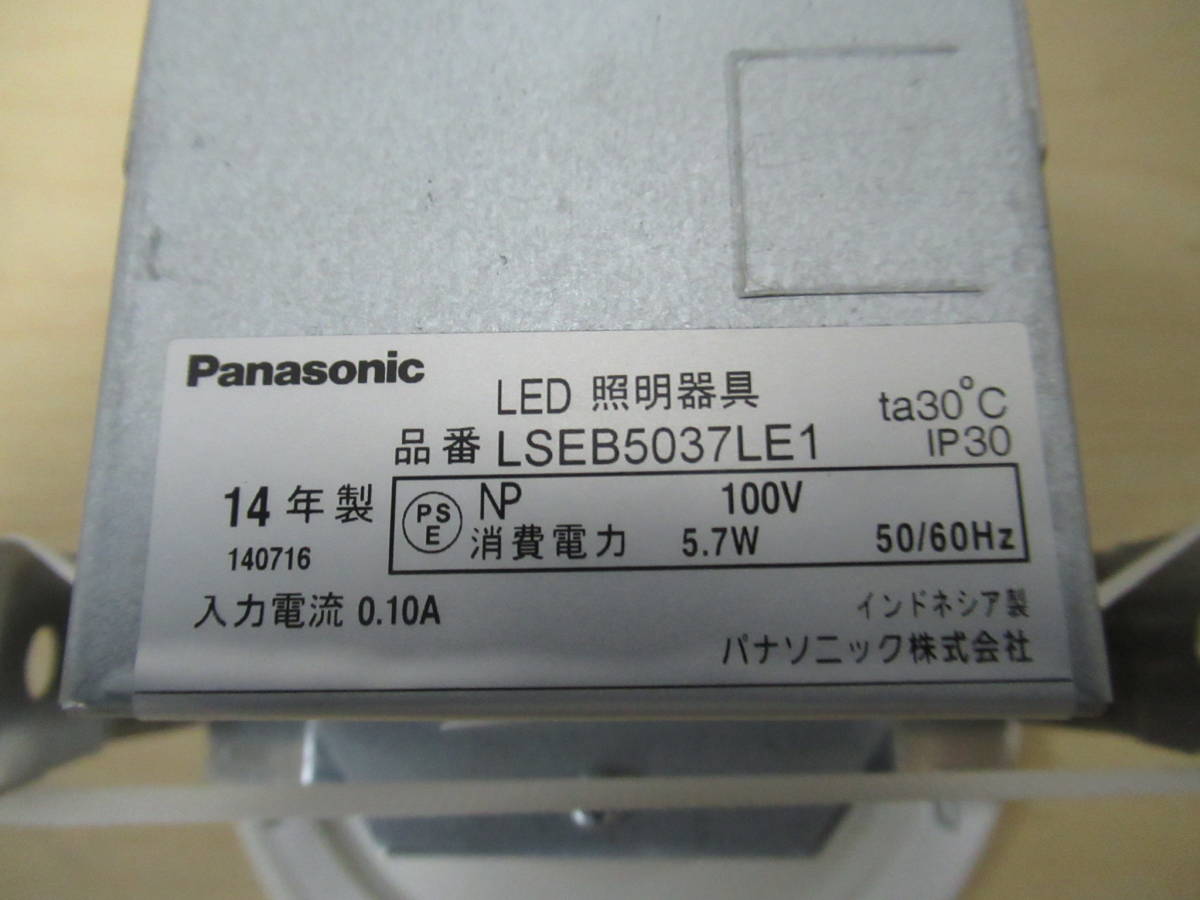 Panasonic
LED 照明器具
ta30°C
品番 LSEB5037LE1
IP30
14年製
PS E
NP 100V
消費電力 5.7W 50/60Hz
140716
入力電流 0.10A
インドネシア製
パナソニック株式会社